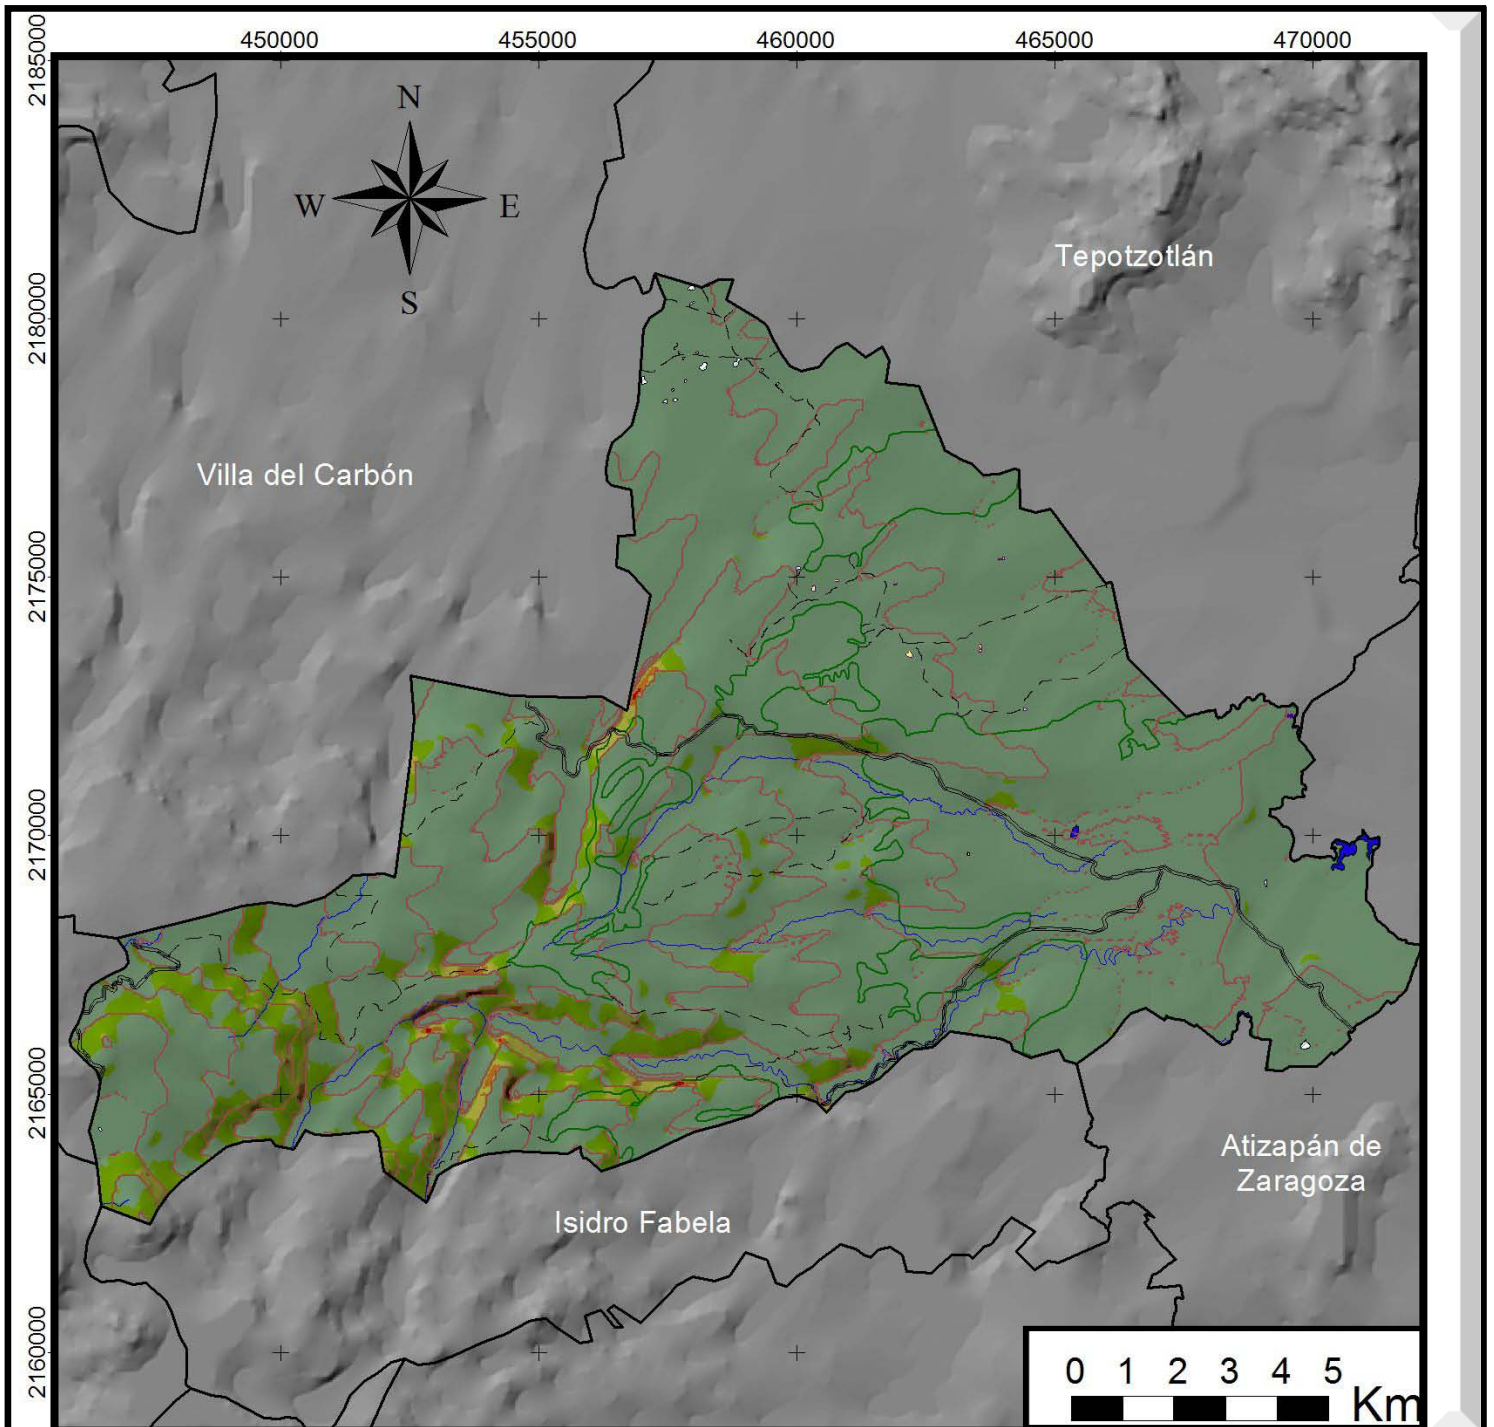 450000 455000 460000 465000 470000
2185000
N
W E
S
Tepotzotlán
2180000
Villa del Carbón
2175000
2170000
2165000
Atizapán de
Zaragoza
Isidro Fabela
2160000
0 1 2 3 4 5
Km